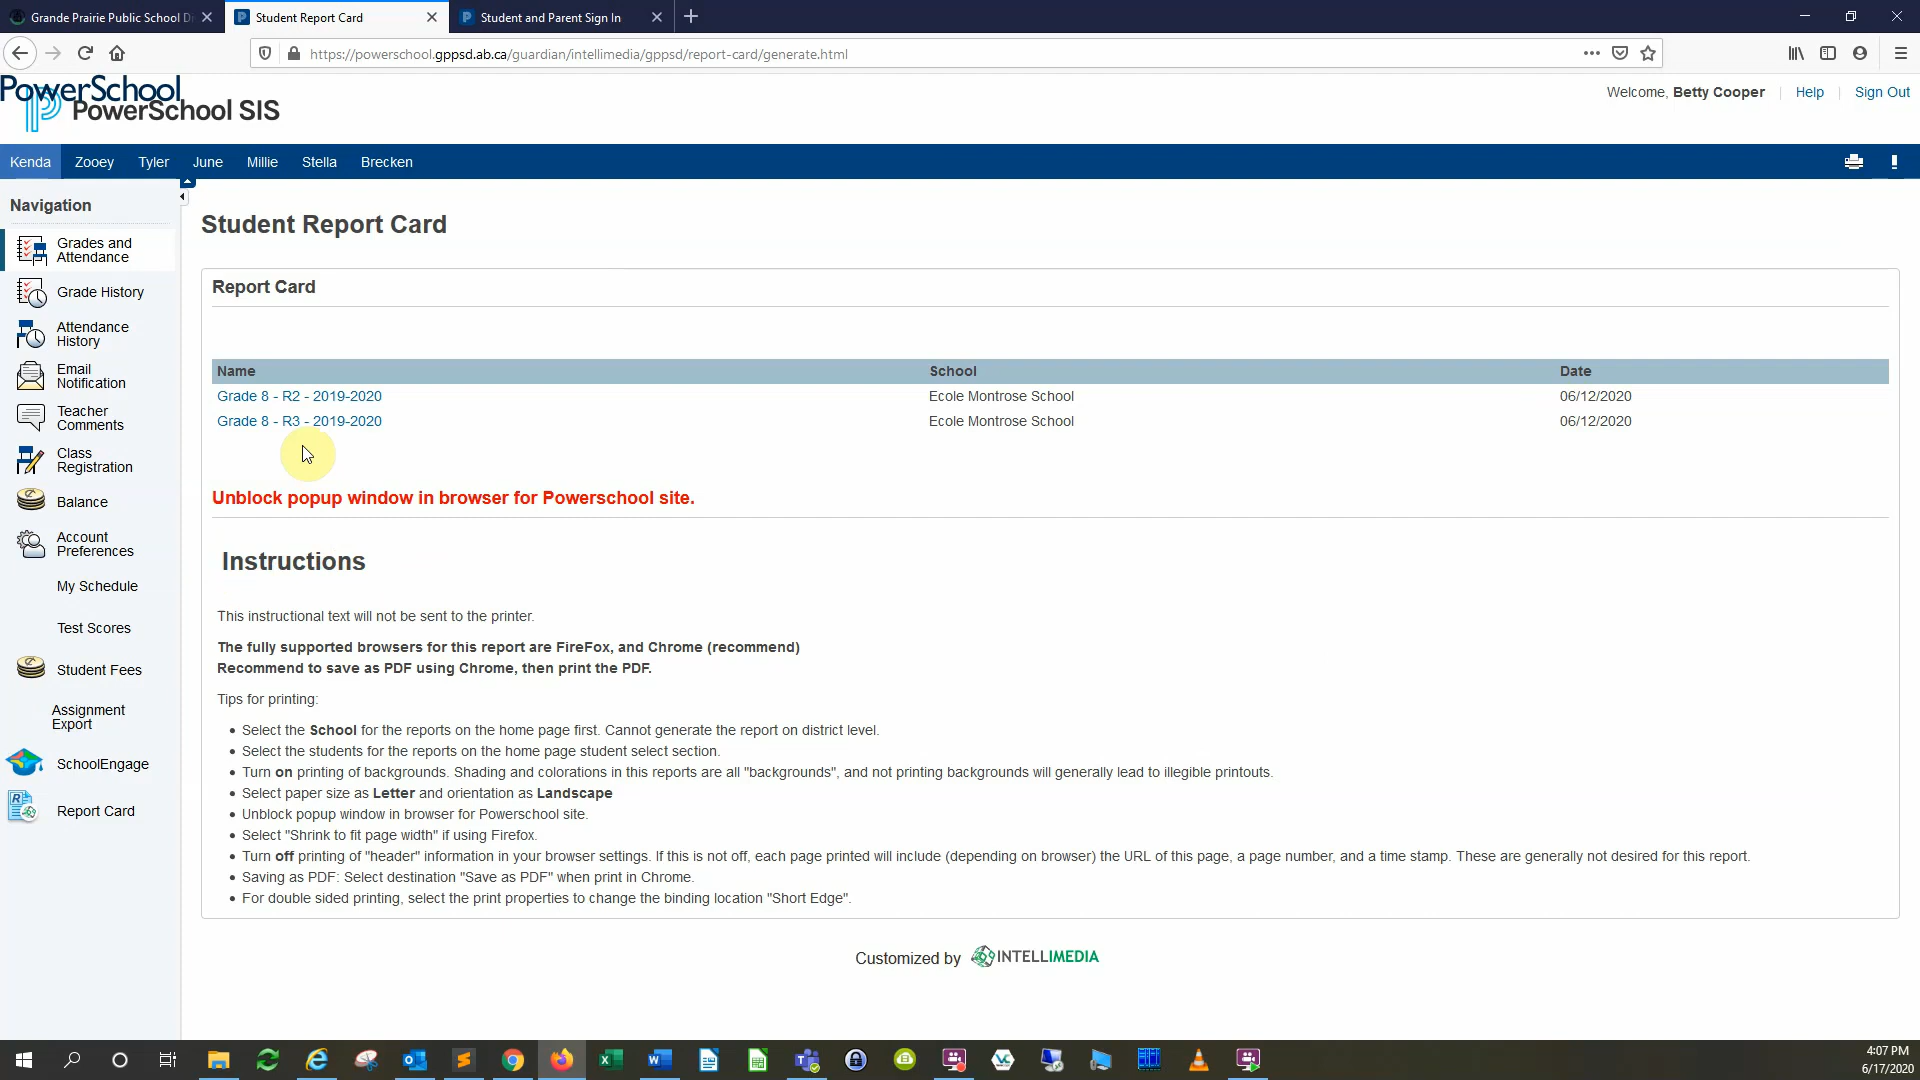 Grande Prairie Public School D
Student Report Card
Student and Parent Sign In
https://powerschool.gppsd.ab.ca/guardian/intellimedia/gppsd/report-card/generate.html
PowerSchool
PowerSchool SIS
Welcome, Betty Cooper
Help
Sign Out
Kenda
Zooey
Tyler
June
Millie
Stella
Brecken
Navigation
Grades and
Attendance
Grade History
Attendance
History
Email
Notification
Teacher
Comments
Class
Registration
Balance
Account
Preferences
My Schedule
Test Scores
Student Fees
Assignment
Export
SchoolEngage
Report Card
Student Report Card
Report Card
Name School Date
Grade 8 - R2 - 2019-2020 Ecole Montrose School 06/12/2020
Grade 8 - R3 - 2019-2020 Ecole Montrose School 06/12/2020
Unblock popup window in browser for Powerschool site.
Instructions
This instructional text will not be sent to the printer.
The fully supported browsers for this report are FireFox, and Chrome (recommend)
Recommend to save as PDF using Chrome, then print the PDF.
Tips for printing:
• Select the School for the reports on the home page first. Cannot generate the report on district level.
• Select the students for the reports on the home page student select section.
• Turn on printing of backgrounds. Shading and colorations in this reports are all "backgrounds", and not printing backgrounds will generally lead to illegible printouts.
• Select paper size as Letter and orientation as Landscape
• Unblock popup window in browser for Powerschool site.
• Select "Shrink to fit page width" if using Firefox.
• Turn off printing of "header" information in your browser settings. If this is not off, each page printed will include (depending on browser) the URL of this page, a page number, and a time stamp. These are generally not desired for this report.
• Saving as PDF: Select destination "Save as PDF" when print in Chrome.
• For double sided printing, select the print properties to change the binding location "Short Edge".
Customized by INTELLIMEDIA
4:07 PM
6/17/2020